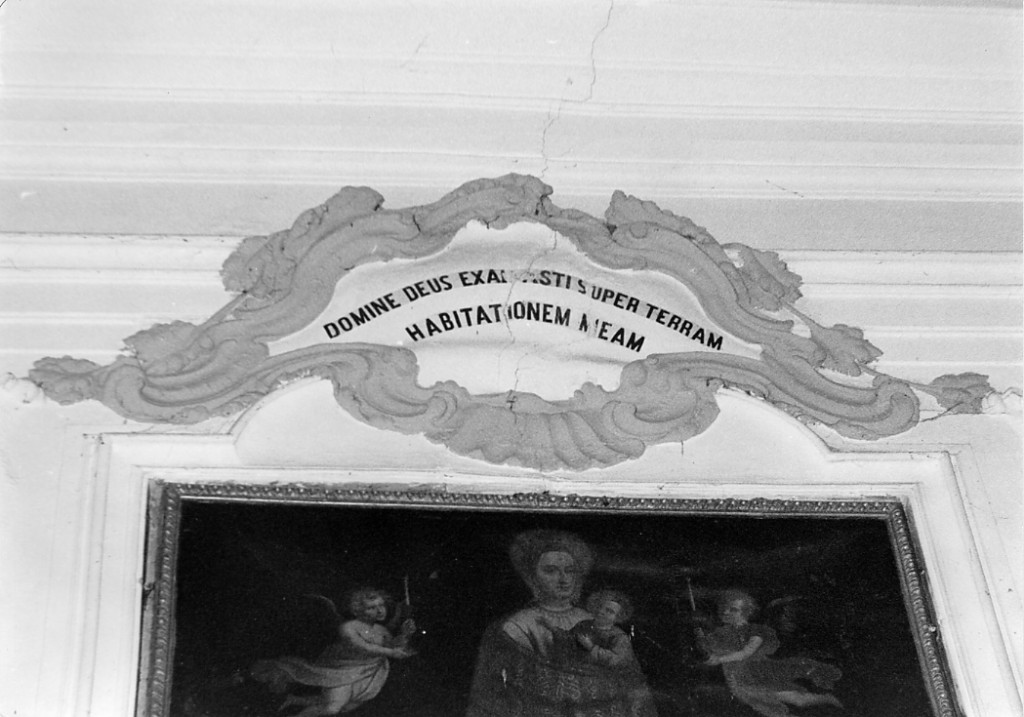 DOMINE DEUS EXALTASTI SUPER TERRAM
HABITATIONEM MEAM